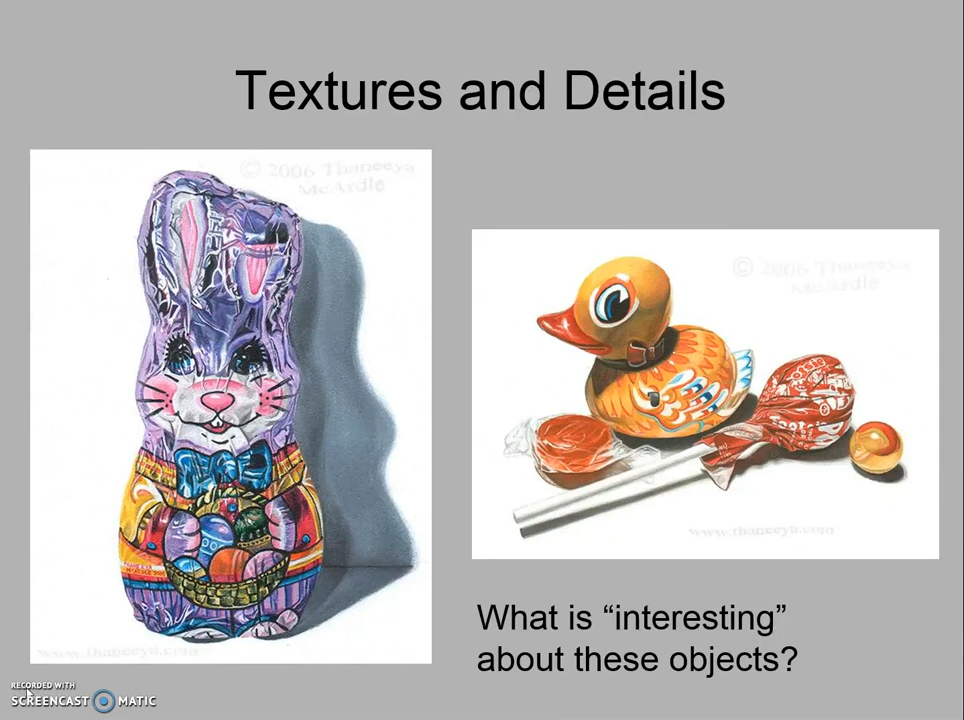 Textures and Details
© 2006 Thaneeya
McArdle
© 2006 Thaneeya
McArdle
Tootsie
www.thaneeya.com
www.thaneeya.com
What is “interesting”
about these objects?
RECORDED WITH
SCREENCAST MATIC